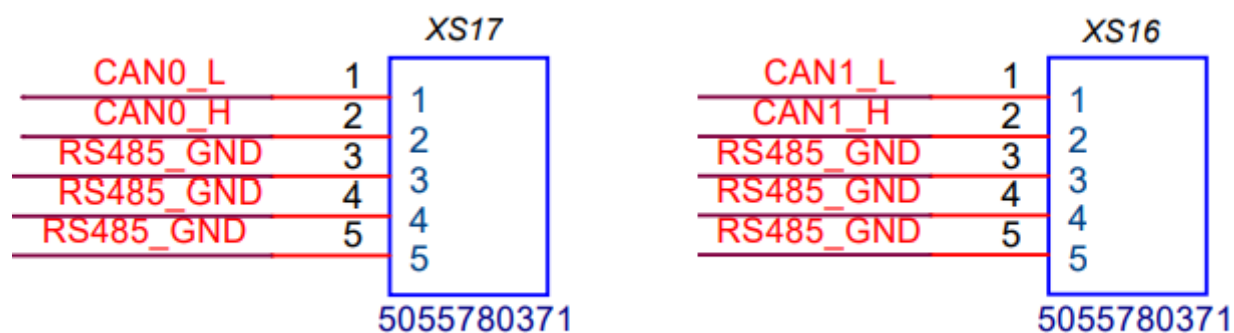 XS17
CAN0_L 1 1
CAN0_H 2 2
RS485_GND 3 3
RS485_GND 4 4
RS485_GND 5 5
5055780371
XS16
CAN1_L 1 1
CAN1_H 2 2
RS485_GND 3 3
RS485_GND 4 4
RS485_GND 5 5
5055780371